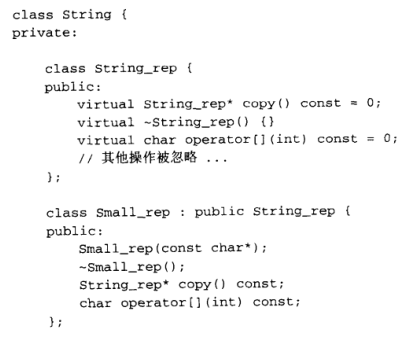 class String {
private:
class String_rep {
public:
virtual String_rep* copy() const = 0;
virtual ~String_rep() {}
virtual char operator[](int) const = 0;
// 其他操作被忽略 ...
};
class Small_rep : public String_rep {
public:
Small_rep(const char*);
~Small_rep();
String_rep* copy() const;
char operator[](int) const;
};